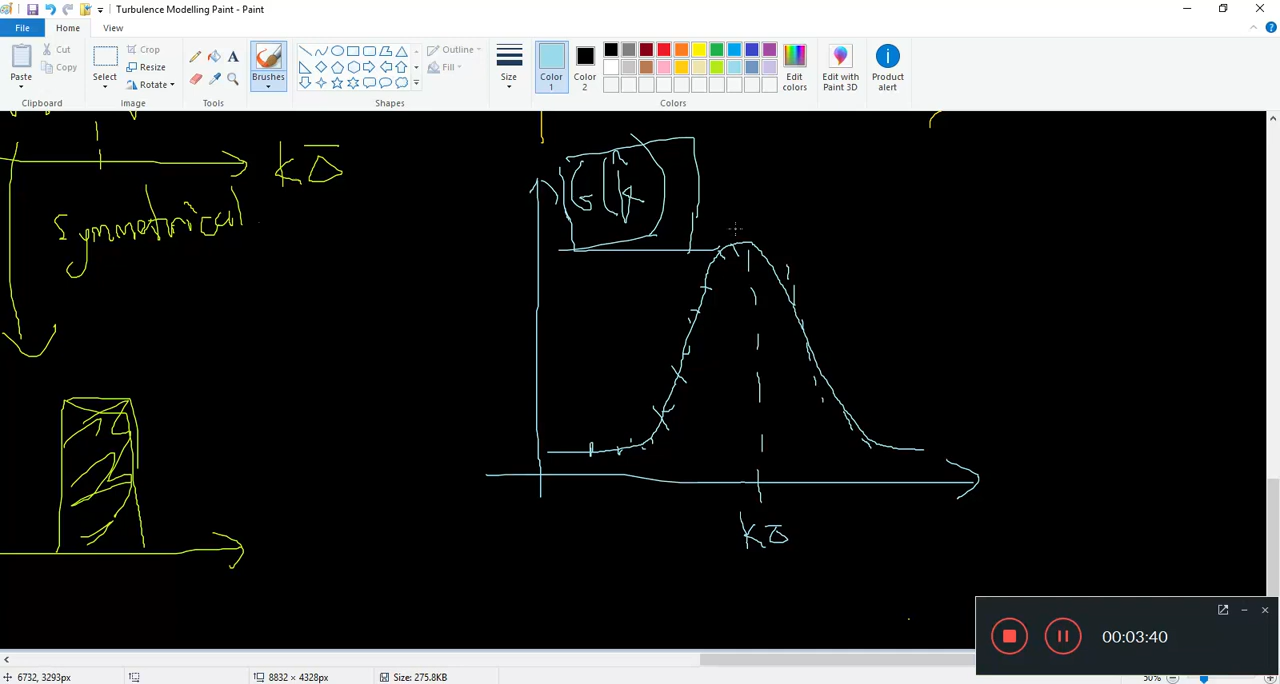 Turbulence Modelling Paint - Paint
File
Home
View
Paste
Cut
Copy
Clipboard
Select
Crop
Resize
Rotate
Image
A
Tools
Brushes
Shapes
Outline
Fill
Size
Color 1
Color 2
Colors
Edit colors
Edit with Paint 3D
Product alert
Symmetrical
00:03:40
6732, 3293px
8832 × 4328px
Size: 275.8KB
50%